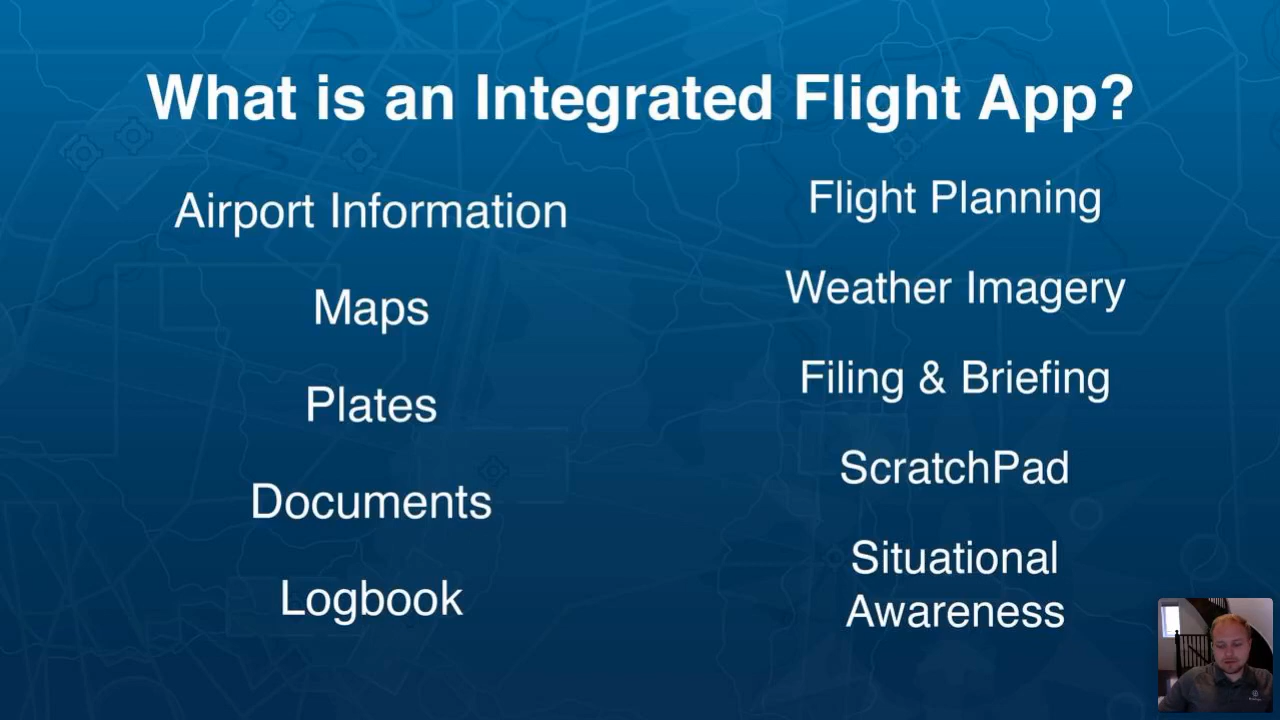 What is an Integrated Flight App?
Airport Information
Maps
Plates
Documents
Logbook
Flight Planning
Weather Imagery
Filing & Briefing
ScratchPad
Situational
Awareness